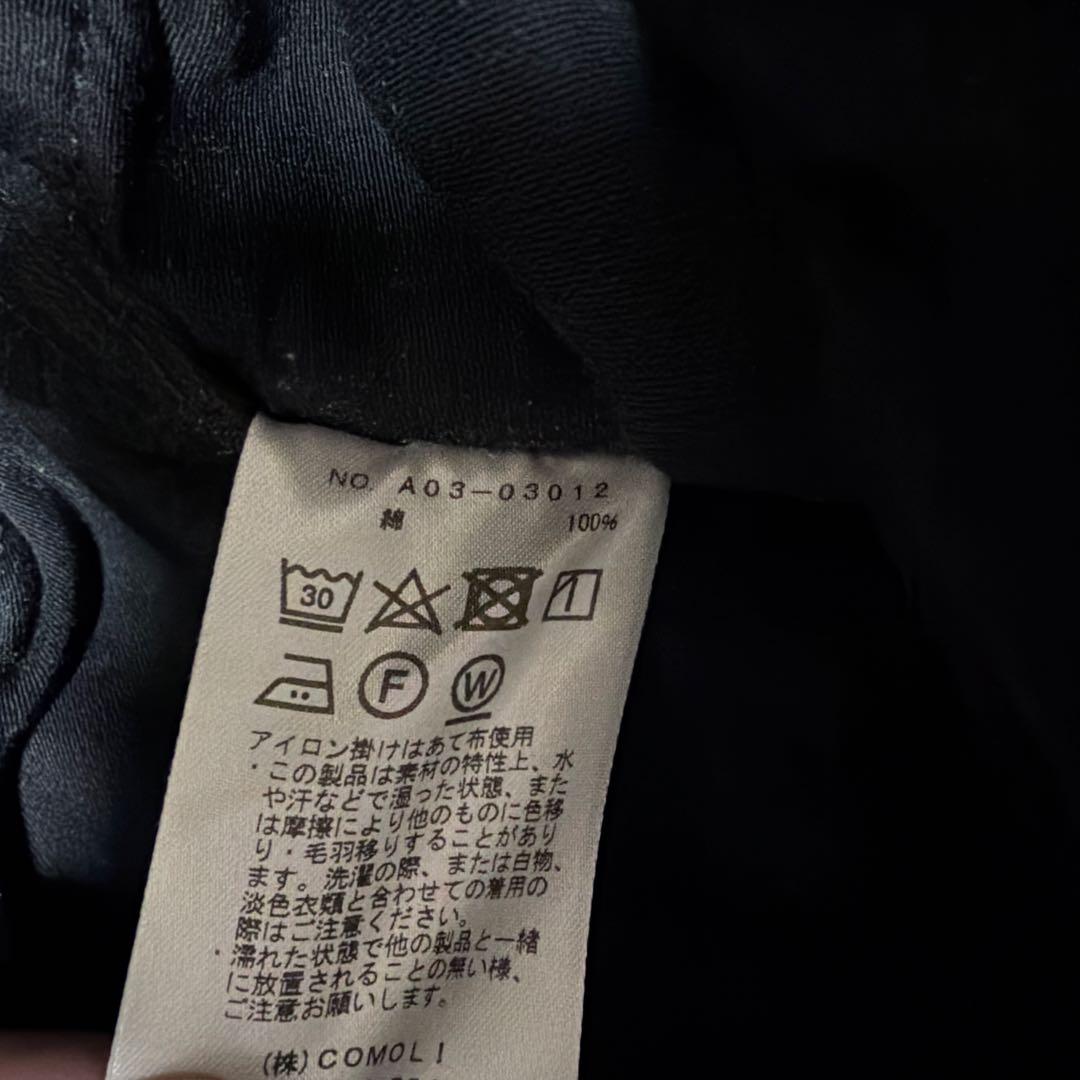 NO. A03-03012
綿 100%
30
F W
アイロン掛けはあて布使用
・この製品は素材の特性上、水
や汗などで湿った状態、また
は摩擦により他のものに色移
り・毛羽移りすることがあり
ます。洗濯の際、または白物、
淡色衣類と合わせての着用の
際はご注意ください。
・濡れた状態で他の製品と一緒
に放置されることの無い様、
ご注意お願いします。
(株)COMOLI